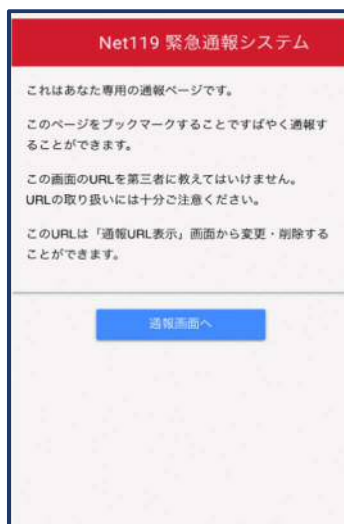 Net119 緊急通報システム
これはあなた専用の通報ページです。
このページをブックマークすることですばやく通報す
ることができます。
この画面のURLを第三者に教えてはいけません。
URLの取り扱いには十分ご注意ください。
このURLは「通報URL表示」画面から変更・削除する
ことができます。
通報画面へ